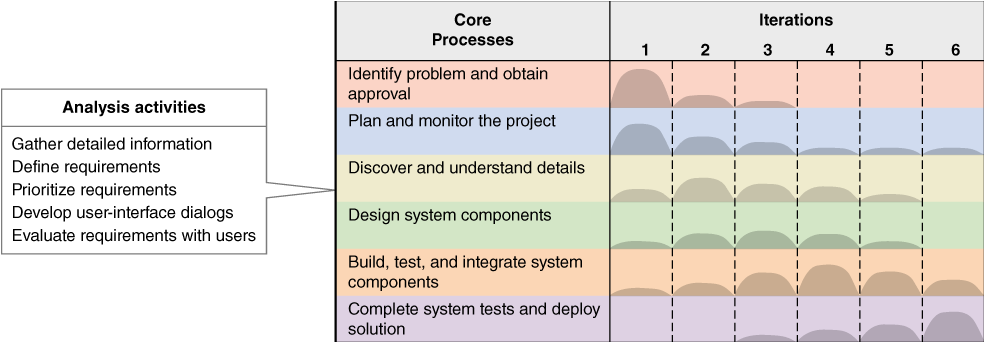 Core
Processes
Iterations
1 2 3 4 5 6
Identify problem and obtain
approval
Plan and monitor the project
Discover and understand details
Design system components
Build, test, and integrate system
components
Complete system tests and deploy
solution
Analysis activities
Gather detailed information
Define requirements
Prioritize requirements
Develop user-interface dialogs
Evaluate requirements with users